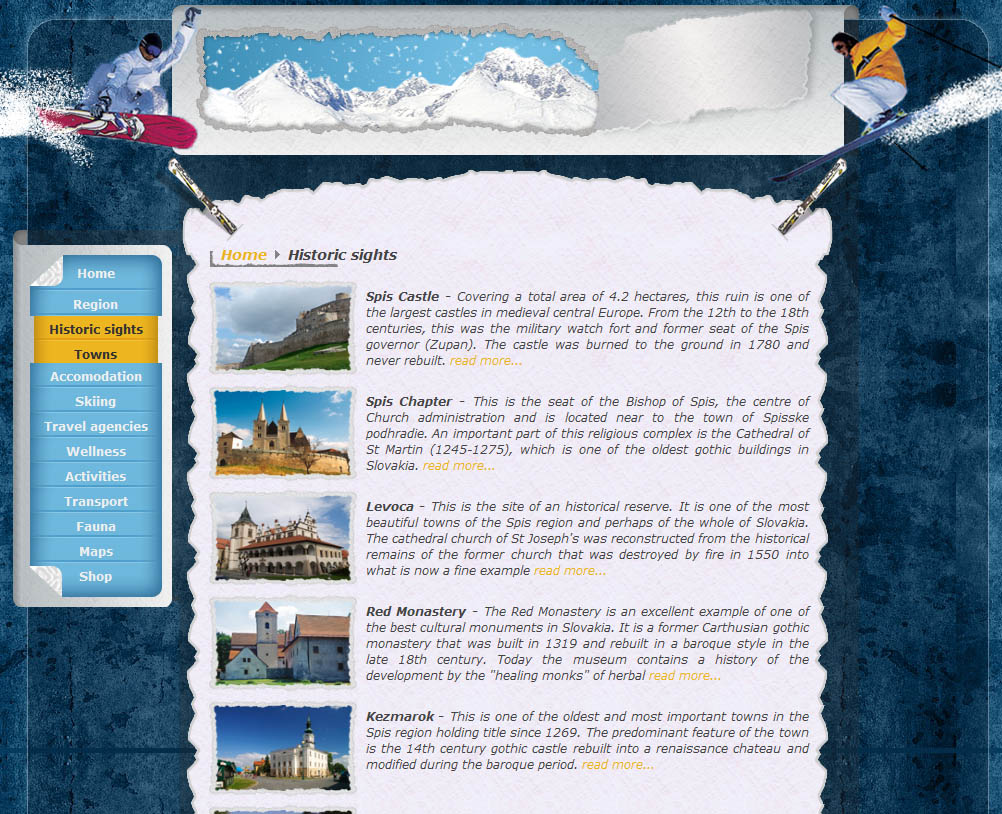 Home
Region
Historic sights
Towns
Accomodation
Skiing
Travel agencies
Wellness
Activities
Transport
Fauna
Maps
Shop
Home Historic sights
Spis Castle - Covering a total area of 4.2 hectares, this ruin is one of
the largest castles in medieval central Europe. From the 12th to the 18th
centuries, this was the military watch fort and former seat of the Spis
governor (Zupan). The castle was burned to the ground in 1780 and
never rebuilt. read more...
Spis Chapter - This is the seat of the Bishop of Spis, the centre of
Church administration and is located near to the town of Spisske
podhradie. An important part of this religious complex is the Cathedral of
St Martin (1245-1275), which is one of the oldest gothic buildings in
Slovakia. read more...
Levoca - This is the site of an historical reserve. It is one of the most
beautiful towns of the Spis region and perhaps of the whole of Slovakia.
The cathedral church of St Joseph's was reconstructed from the historical
remains of the former church that was destroyed by fire in 1550 into
what is now a fine example read more...
Red Monastery - The Red Monastery is an excellent example of one of
the best cultural monuments in Slovakia. It is a former Carthusian gothic
monastery that was built in 1319 and rebuilt in a baroque style in the
late 18th century. Today the museum contains a history of the
development by the "healing monks" of herbal read more...
Kezmarok - This is one of the oldest and most important towns in the
Spis region holding title since 1269. The predominant feature of the town
is the 14th century gothic castle rebuilt into a renaissance chateau and
modified during the baroque period. read more...